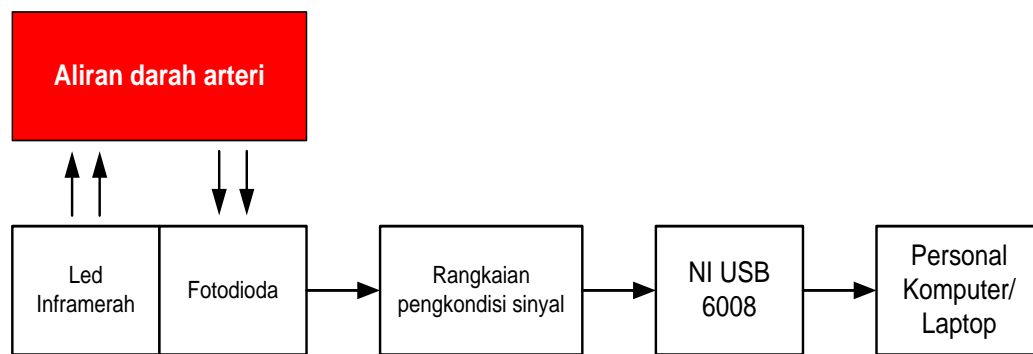 Aliran darah arteri
Led
Inframerah
Fotodioda
Rangkaian
pengkondisi sinyal
NI USB
6008
Personal
Komputer/
Laptop